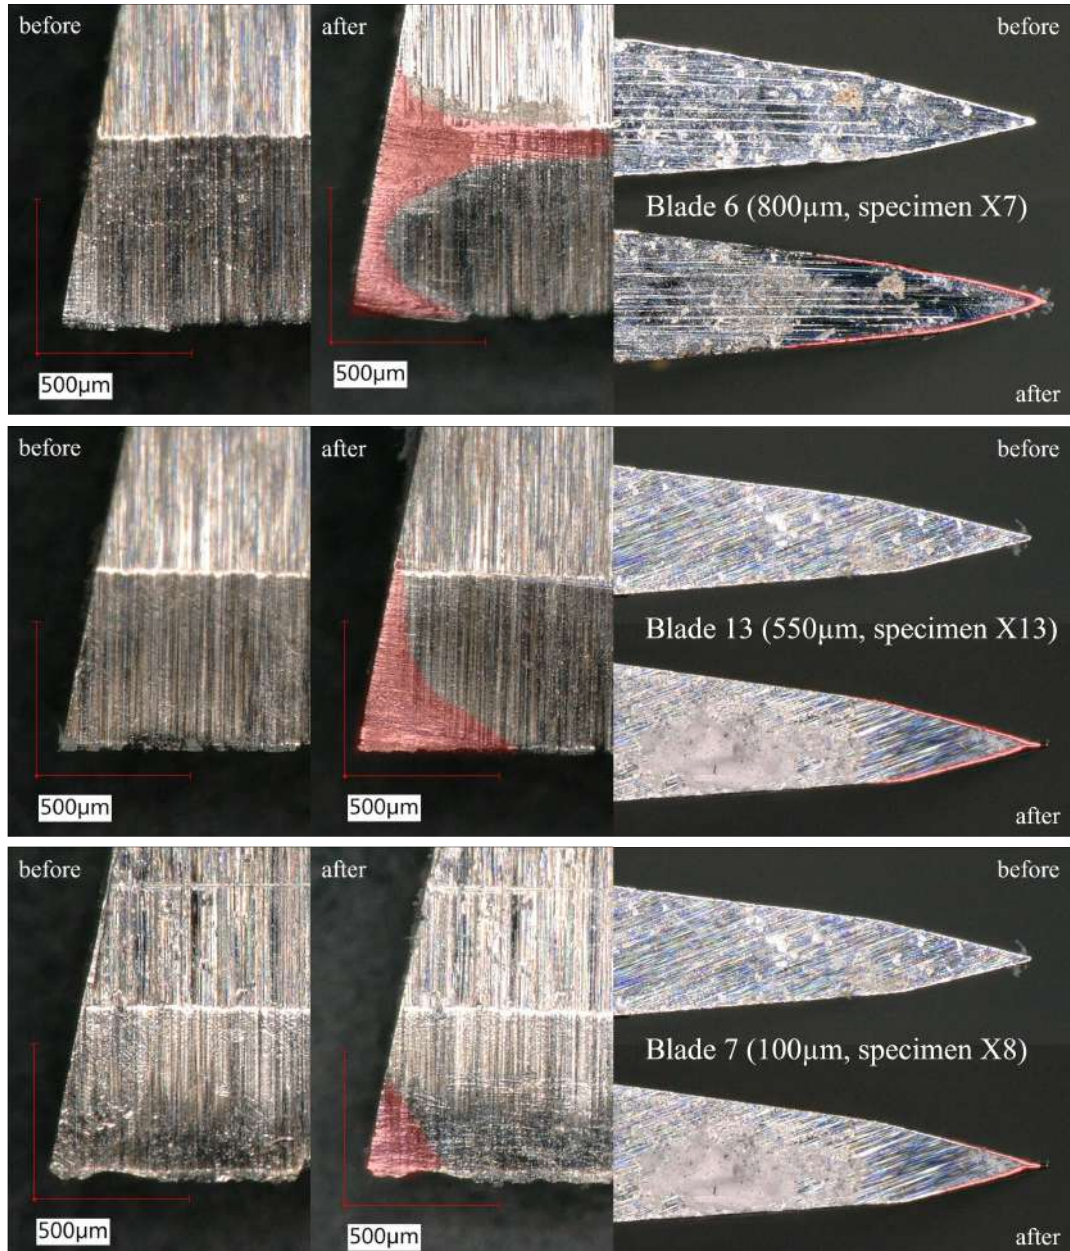 before
after
before
Blade 6 (800µm, specimen X7)
500µm
500µm
after
before
after
before
Blade 13 (550µm, specimen X13)
500µm
500µm
after
before
after
before
Blade 7 (100µm, specimen X8)
500µm
500µm
after